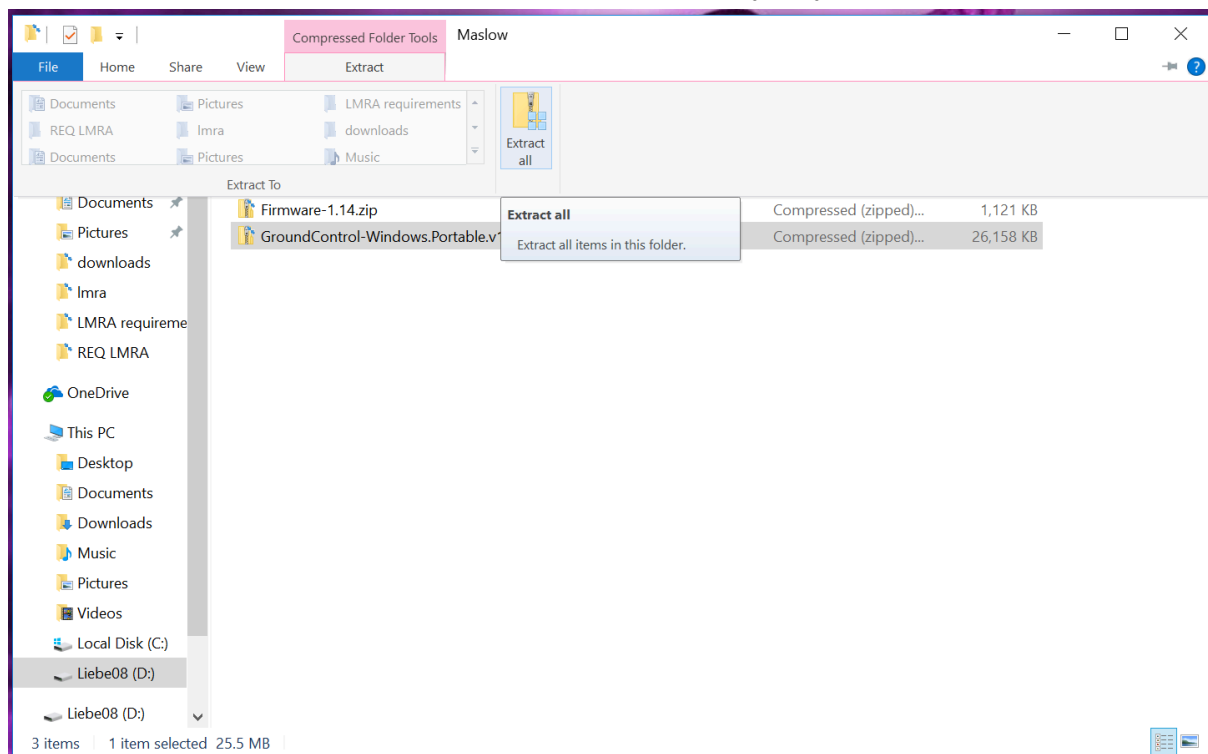 Compressed Folder Tools Maslow
File Home Share View Extract
Documents Pictures LMRA requirements
REQ LMRA lmra downloads
Documents Pictures Music
Extract
all
Extract To
Documents
Firmware-1.14.zip Compressed (zipped)... 1,121 KB
Extract all
Pictures
GroundControl-Windows.Portable.v1 Compressed (zipped)... 26,158 KB
Extract all items in this folder.
downloads
lmra
LMRA requireme
REQ LMRA
OneDrive
This PC
Desktop
Documents
Downloads
Music
Pictures
Videos
Local Disk (C:)
Liebe08 (D:)
Liebe08 (D:)
3 items 1 item selected 25.5 MB